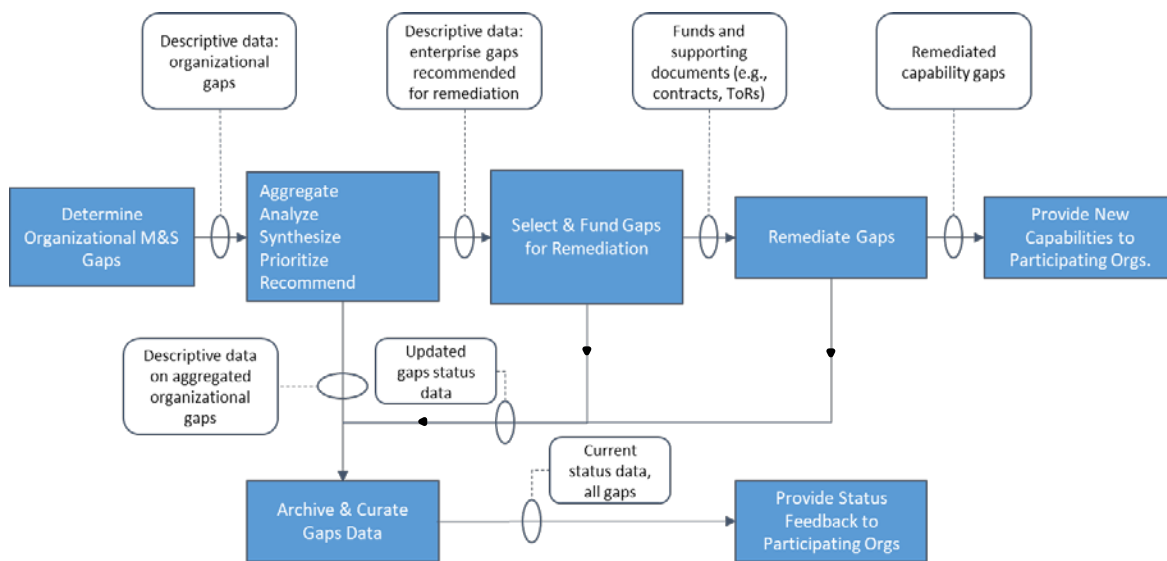 Descriptive data:
organizational
gaps
Descriptive data:
enterprise gaps
recommended
for remediation
Funds and
supporting
documents (e.g.,
contracts, ToRs)
Remediated
capability gaps
Determine
Organizational M&S
Gaps
Aggregate
Analyze
Synthesize
Prioritize
Recommend
Select & Fund Gaps
for Remediation
Remediate Gaps
Provide New
Capabilities to
Participating Orgs.
Descriptive data
on aggregated
organizational
gaps
Updated
gaps status
data
Current
status data,
all gaps
Archive & Curate
Gaps Data
Provide Status
Feedback to
Participating Orgs